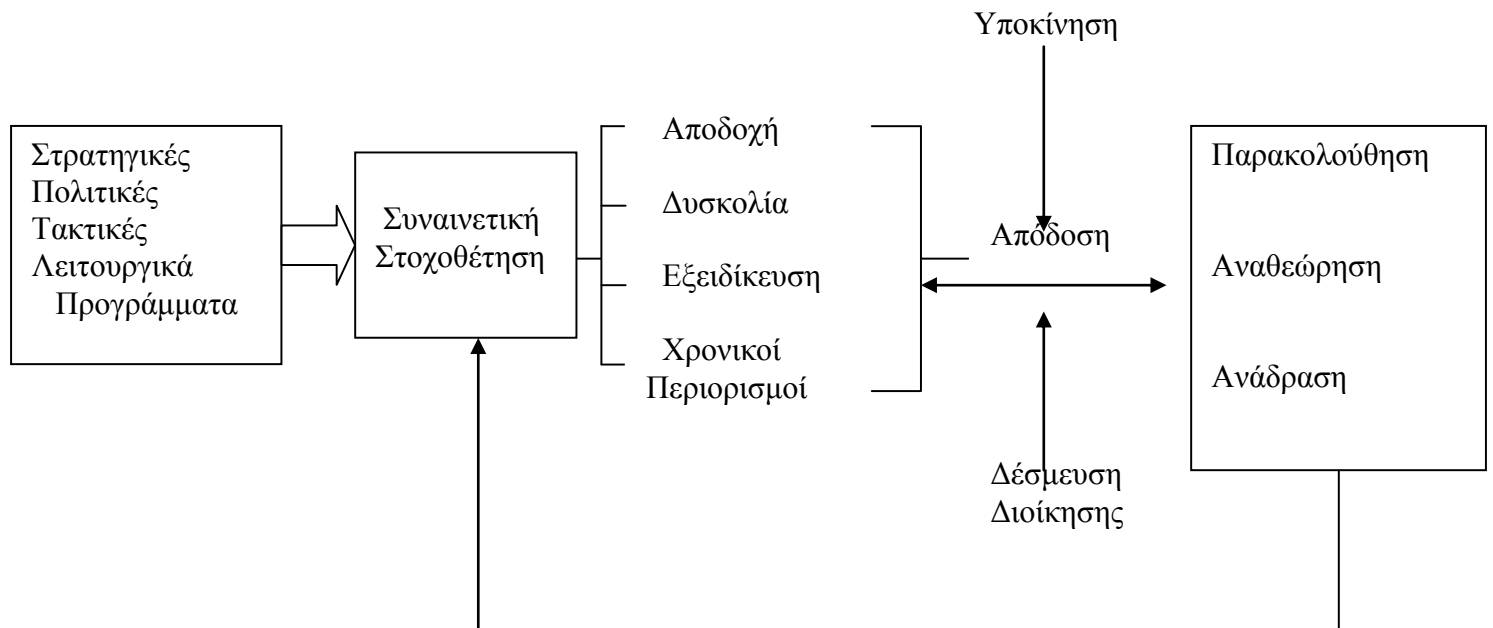 Υποκίνηση
Στρατηγικές
Πολιτικές
Τακτικές
Λειτουργικά
Προγράμματα
Συναινετική
Στοχοθέτηση
Αποδοχή
Δυσκολία
Εξειδίκευση
Χρονικοί
Περιορισμοί
Απόδοση
Δέσμευση
Διοίκησης
Παρακολούθηση
Αναθεώρηση
Ανάδραση